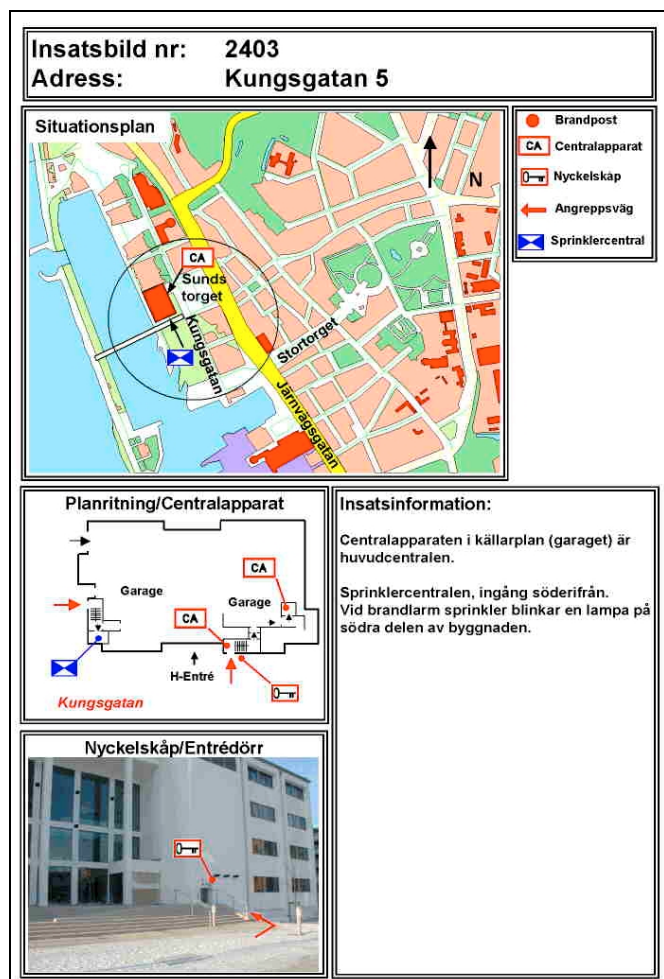 Insatsbild nr: 2403
Adress: Kungsgatan 5
Situationsplan
N
CA
Sunds
torget
Kungsgatan
Stortorget
Järnvägsgatan
Brandpost
CA Centralapparat
Nyckelskåp
Angreppsväg
Sprinklercentral
Planritning/Centralapparat
CA
Garage
Garage
CA
H-Entré
Kungsgatan
Insatsinformation:
Centralapparaten i källarplan (garaget) är
huvudcentralen.
Sprinklercentralen, ingång söderifrån.
Vid brandlarm sprinkler blinkar en lampa på
södra delen av byggnaden.
Nyckelskåp/Entrédörr